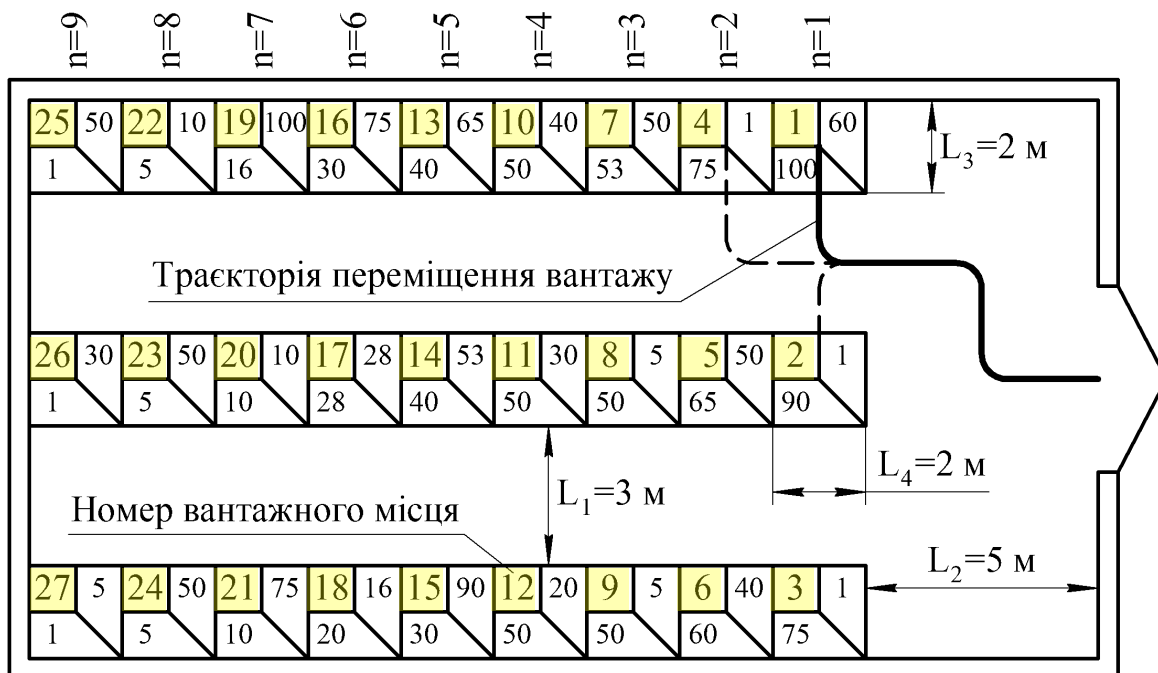 n=9 n=8 n=7 n=6 n=5 n=4 n=3 n=2 n=1
25 50 22 10 19 100 16 75 13 65 10 40 7 50 4 1 1 60
1 5 16 30 40 50 53 75 100
L₃=2 м
Траєкторія переміщення вантажу
26 30 23 50 20 10 17 28 14 53 11 30 8 5 5 50 2 1
1 5 10 28 40 50 50 65 90
L₄=2 м
L₁=3 м
Номер вантажного місця
L₂=5 м
27 5 24 50 21 75 18 16 15 90 12 20 9 5 6 40 3 1
1 5 10 20 30 50 50 60 75